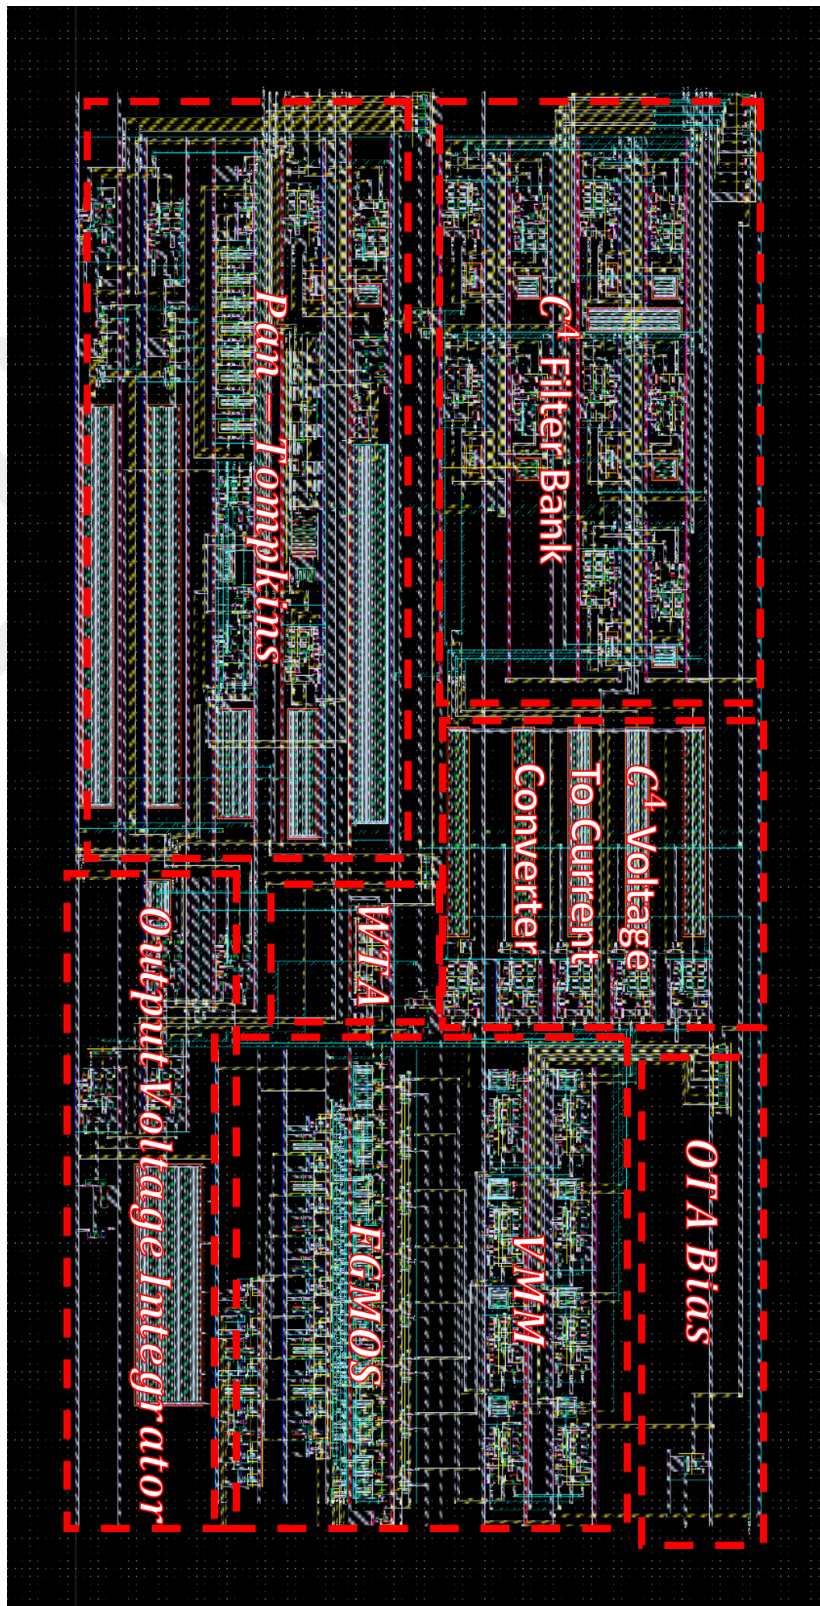 Pan – Tompkins
C⁴ Filter Bank
C⁴ Voltage
To Current
Converter
WTA
Output Voltage Integrator
FGMOS
VMM
OTA Bias